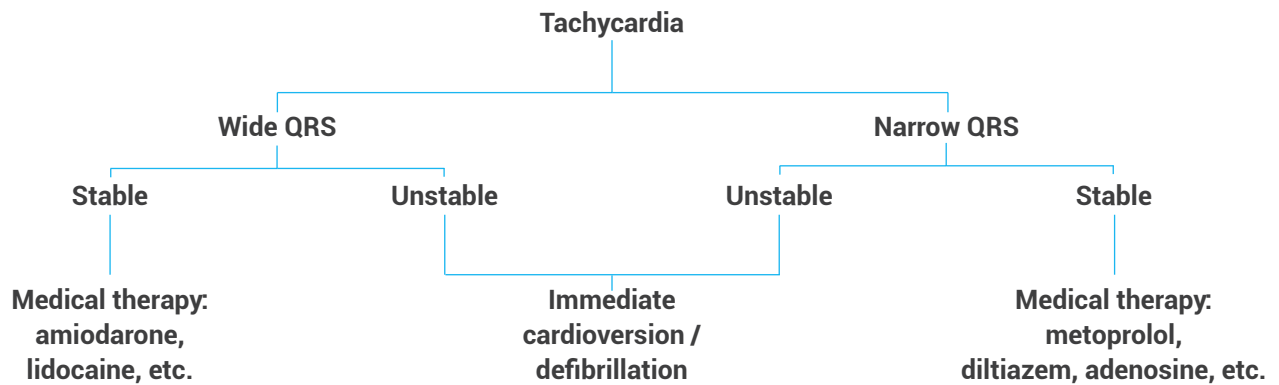 Tachycardia
Wide QRS
Narrow QRS
Stable
Unstable
Unstable
Stable
Medical therapy:
amiodarone,
lidocaine, etc.
Immediate
cardioversion /
defibrillation
Medical therapy:
metoprolol,
diltiazem, adenosine, etc.